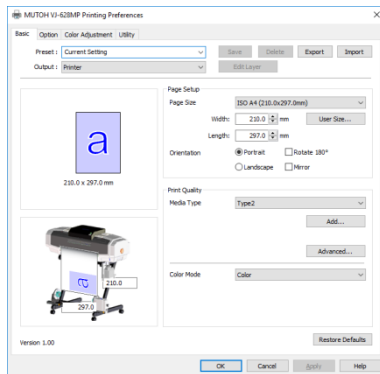 MUTOH VJ-628MP Printing Preferences
Basic Option Color Adjustment Utility
Preset : Current Setting Save Delete Export Import
Output : Printer Edit Layer
Page Setup
Page Size ISO A4 (210.0x297.0mm)
Width: 210.0 mm User Size...
Length: 297.0 mm
Orientation Portrait Rotate 180°
Landscape Mirror
a
210.0 x 297.0 mm
Print Quality
Media Type Type2
Add...
Advanced...
Color Mode Color
a
210.0
297.0
Version 1.00 Restore Defaults
OK Cancel Apply Help